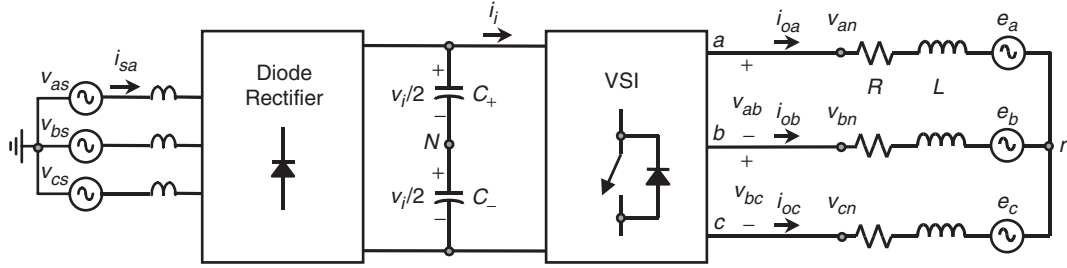 v_as
i_sa
v_bs
v_cs
Diode
Rectifier
i_i
+
v_i/2
C_+
−
N
+
v_i/2
C_−
−
VSI
a
i_oa
v_an
e_a
+
R
L
v_ab
−
b
i_ob
v_bn
e_b
+
v_bc
−
c
i_oc
v_cn
e_c
r